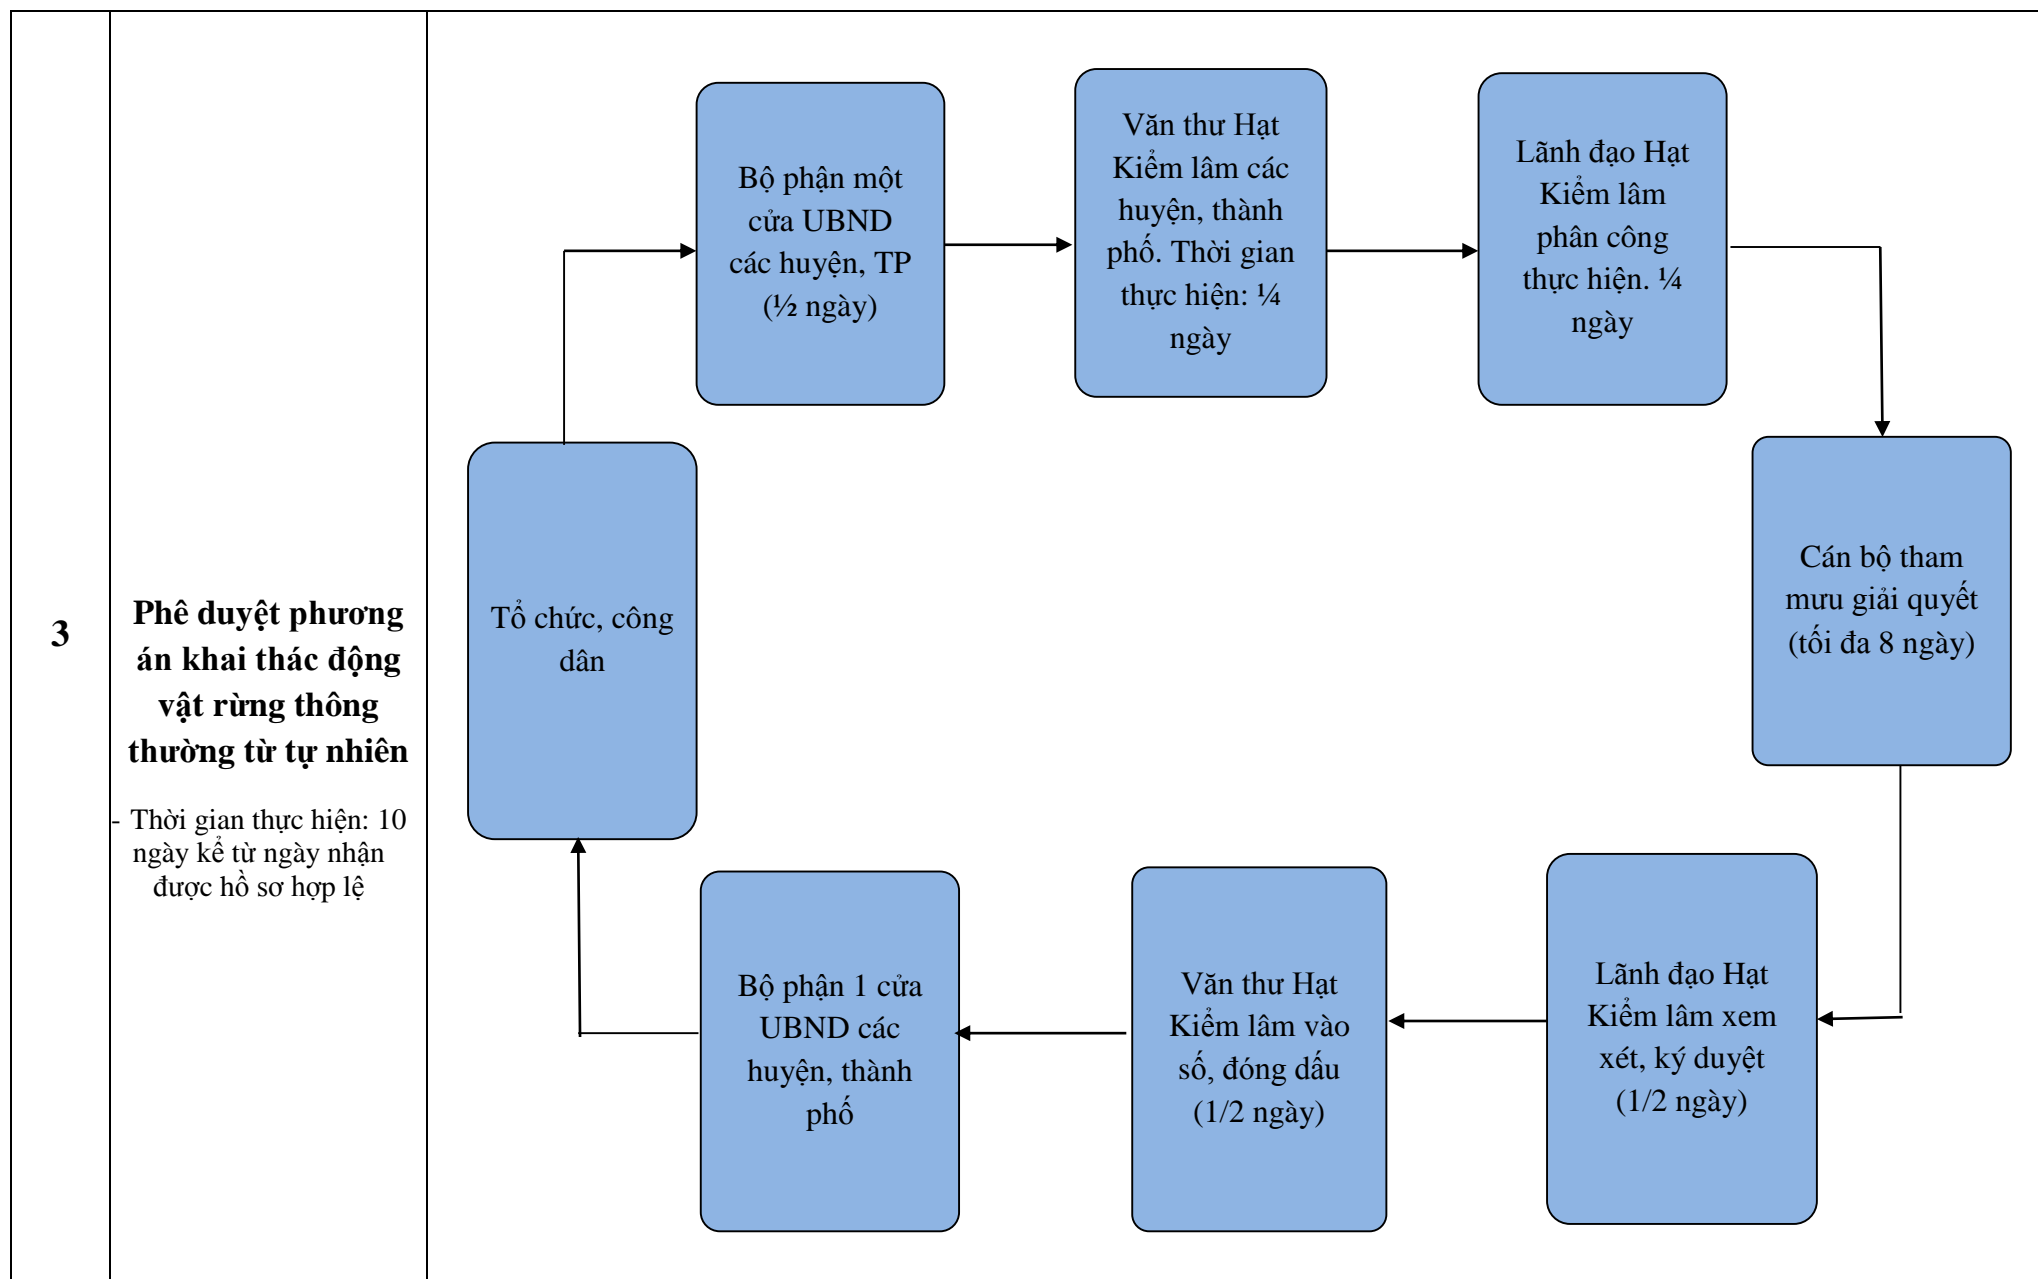 3
Phê duyệt phương
án khai thác động
vật rừng thông
thường từ tự nhiên
- Thời gian thực hiện: 10
ngày kể từ ngày nhận
được hồ sơ hợp lệ
Tổ chức, công
dân
Bộ phận một
cửa UBND
các huyện, TP
(½ ngày)
Văn thư Hạt
Kiểm lâm các
huyện, thành
phố. Thời gian
thực hiện: ¼
ngày
Lãnh đạo Hạt
Kiểm lâm
phân công
thực hiện. ¼
ngày
Cán bộ tham
mưu giải quyết
(tối đa 8 ngày)
Lãnh đạo Hạt
Kiểm lâm xem
xét, ký duyệt
(1/2 ngày)
Văn thư Hạt
Kiểm lâm vào
số, đóng dấu
(1/2 ngày)
Bộ phận 1 cửa
UBND các
huyện, thành
phố